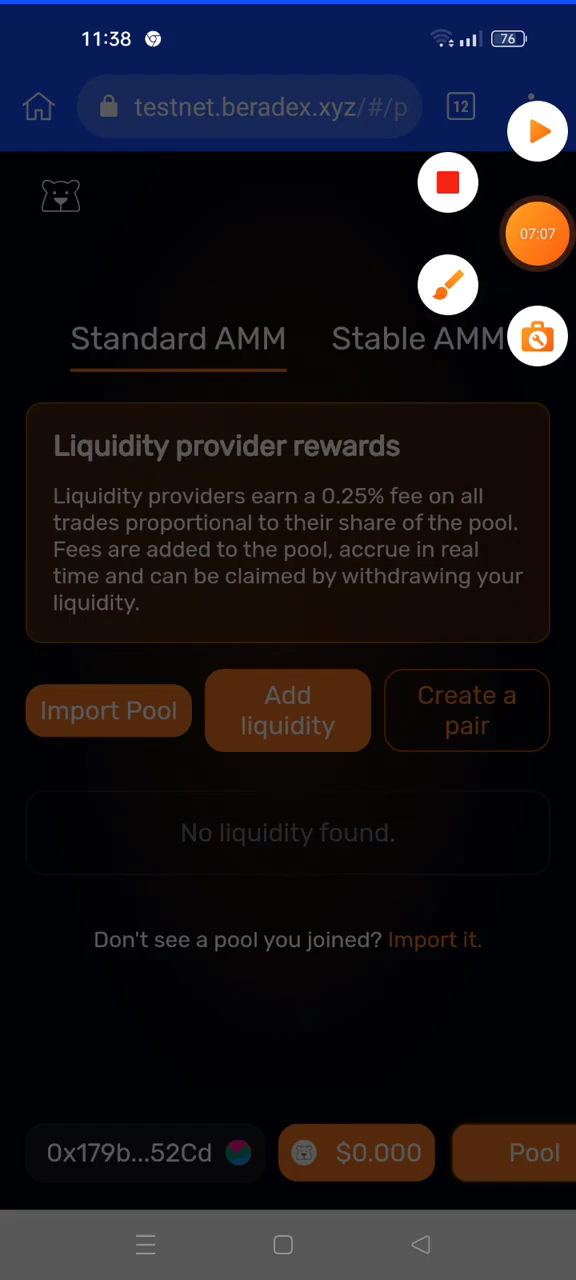 11:38
76
testnet.beradex.xyz/#/p
12
07:07
Standard AMM
Stable AMM
Liquidity provider rewards
Liquidity providers earn a 0.25% fee on all
trades proportional to their share of the pool.
Fees are added to the pool, accrue in real
time and can be claimed by withdrawing your
liquidity.
Import Pool
Add
liquidity
Create a
pair
No liquidity found.
Don't see a pool you joined? Import it.
0x179b...52Cd
$0.000
Pool